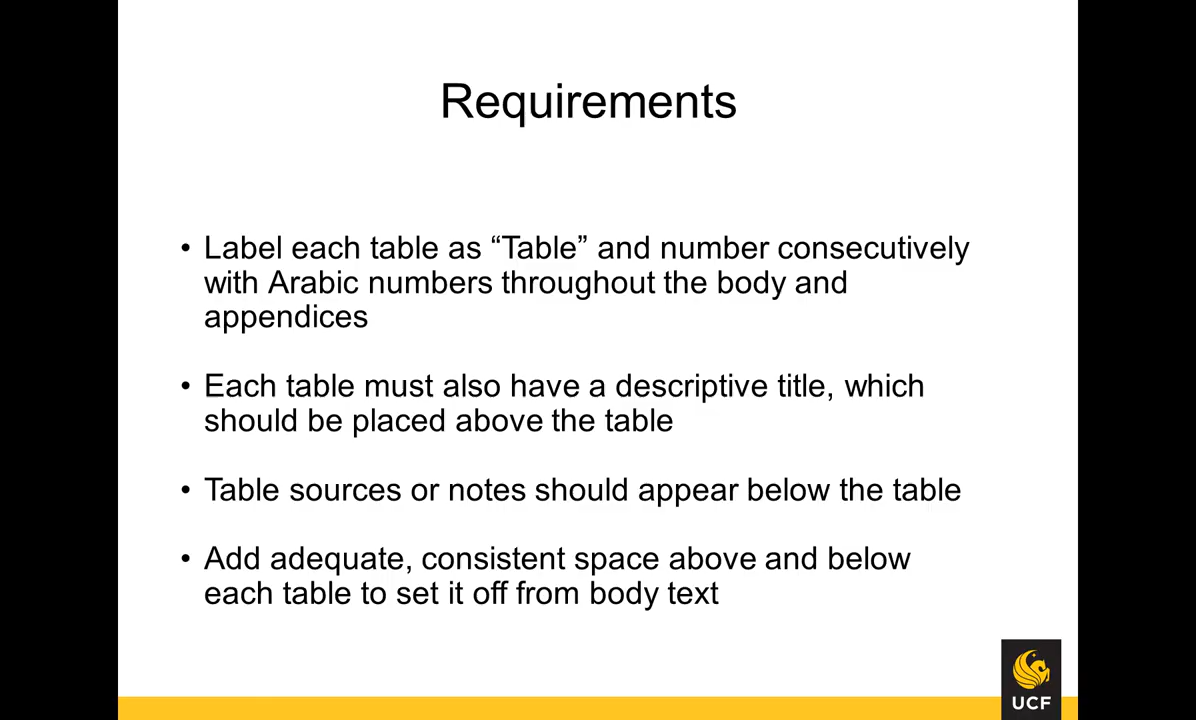 Requirements
• Label each table as “Table” and number consecutively
with Arabic numbers throughout the body and
appendices
• Each table must also have a descriptive title, which
should be placed above the table
• Table sources or notes should appear below the table
• Add adequate, consistent space above and below
each table to set it off from body text
UCF